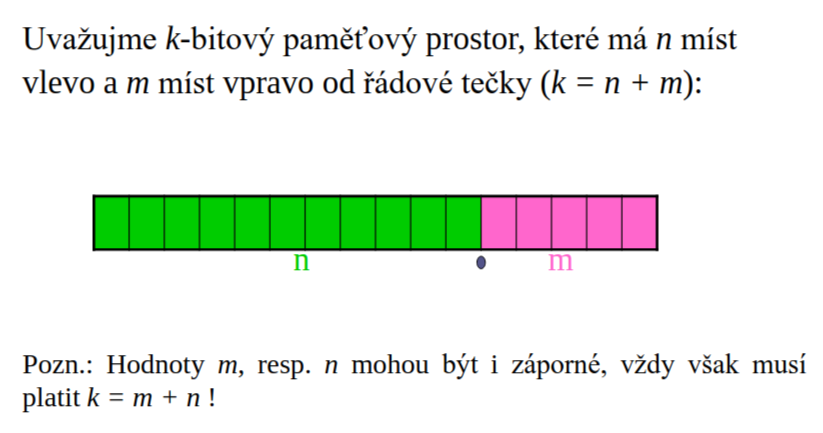 Uvažujme k-bitový paměťový prostor, které má n míst
vlevo a m míst vpravo od řádové tečky (k = n + m):
n
m
Pozn.: Hodnoty m, resp. n mohou být i záporné, vždy však musí
platit k = m + n !